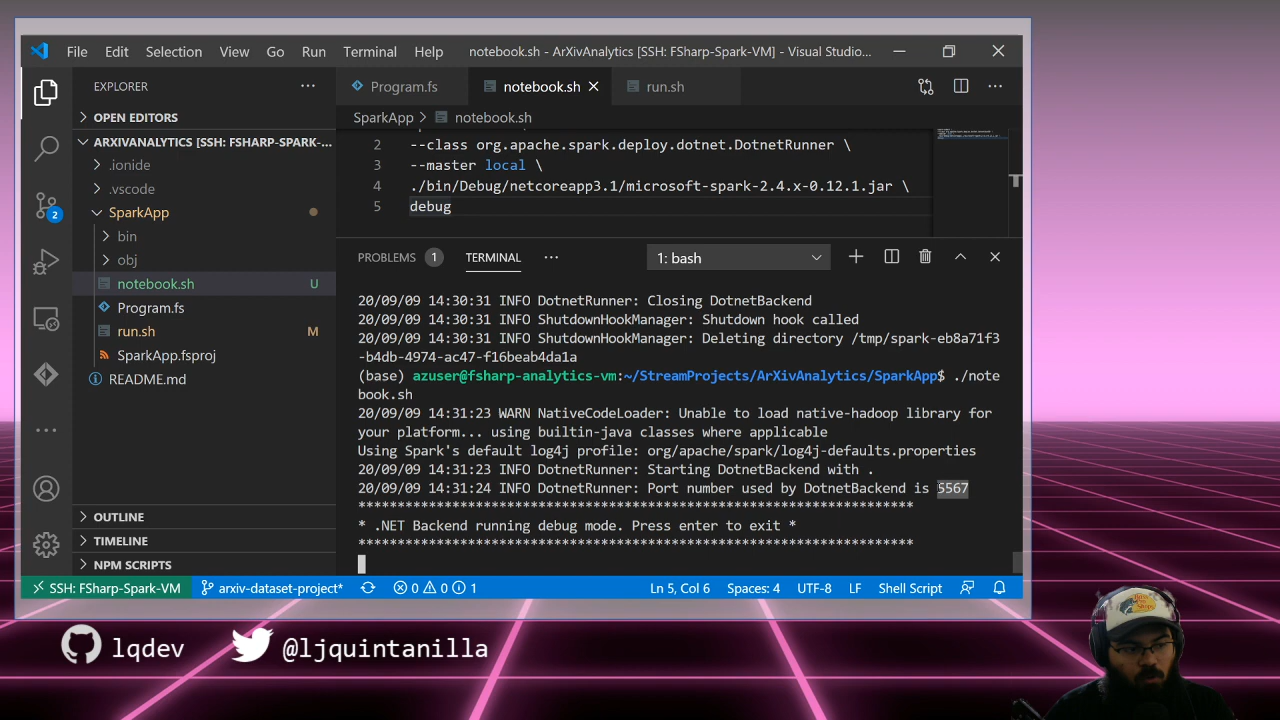 File Edit Selection View Go Run Terminal Help notebook.sh - ArXivAnalytics [SSH: FSharp-Spark-VM] - Visual Studio...
EXPLORER
Program.fs notebook.sh run.sh
OPEN EDITORS
SparkApp notebook.sh
ARXIVANALYTICS [SSH: FSHARP-SPARK-...
.ionide
.vscode
SparkApp
bin
obj
notebook.sh U
Program.fs
run.sh M
SparkApp.fsproj
README.md
OUTLINE
TIMELINE
NPM SCRIPTS
2
2 --class org.apache.spark.deploy.dotnet.DotnetRunner \
3 --master local \
4 ./bin/Debug/netcoreapp3.1/microsoft-spark-2.4.x-0.12.1.jar \
5 debug
PROBLEMS 1 TERMINAL ... 1: bash
20/09/09 14:30:31 INFO DotnetRunner: Closing DotnetBackend
20/09/09 14:30:31 INFO ShutdownHookManager: Shutdown hook called
20/09/09 14:30:31 INFO ShutdownHookManager: Deleting directory /tmp/spark-eb8a71f3
-b4db-4974-ac47-f16beab4da1a
(base) azuser@fsharp-analytics-vm:~/StreamProjects/ArXivAnalytics/SparkApp$ ./note
book.sh
20/09/09 14:31:23 WARN NativeCodeLoader: Unable to load native-hadoop library for
your platform... using builtin-java classes where applicable
Using Spark's default log4j profile: org/apache/spark/log4j-defaults.properties
20/09/09 14:31:23 INFO DotnetRunner: Starting DotnetBackend with .
20/09/09 14:31:24 INFO DotnetRunner: Port number used by DotnetBackend is 5567
***********************************************************************
* .NET Backend running debug mode. Press enter to exit *
***********************************************************************
SSH: FSharp-Spark-VM arxiv-dataset-project* 0 0 1 Ln 5, Col 6 Spaces: 4 UTF-8 LF Shell Script
lqdev @ljquintanilla